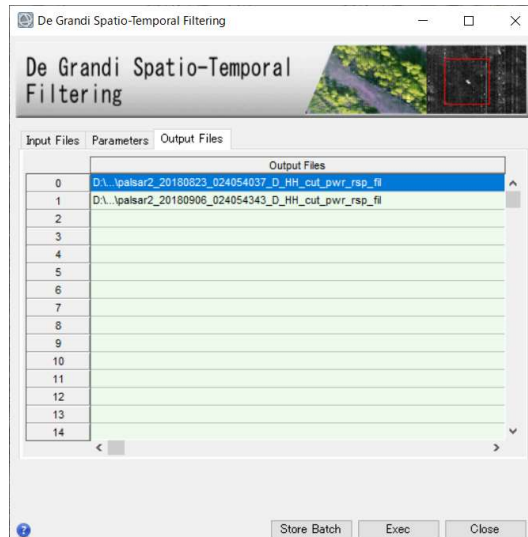 De Grandi Spatio-Temporal Filtering
De Grandi Spatio-Temporal
Filtering
Input Files Parameters Output Files
Output Files
0 D:\...\palsar2_20180823_024054037_D_HH_cut_pwr_rsp_fil
1 D:\...\palsar2_20180906_024054343_D_HH_cut_pwr_rsp_fil
2
3
4
5
6
7
8
9
10
11
12
13
14
? Store Batch Exec Close